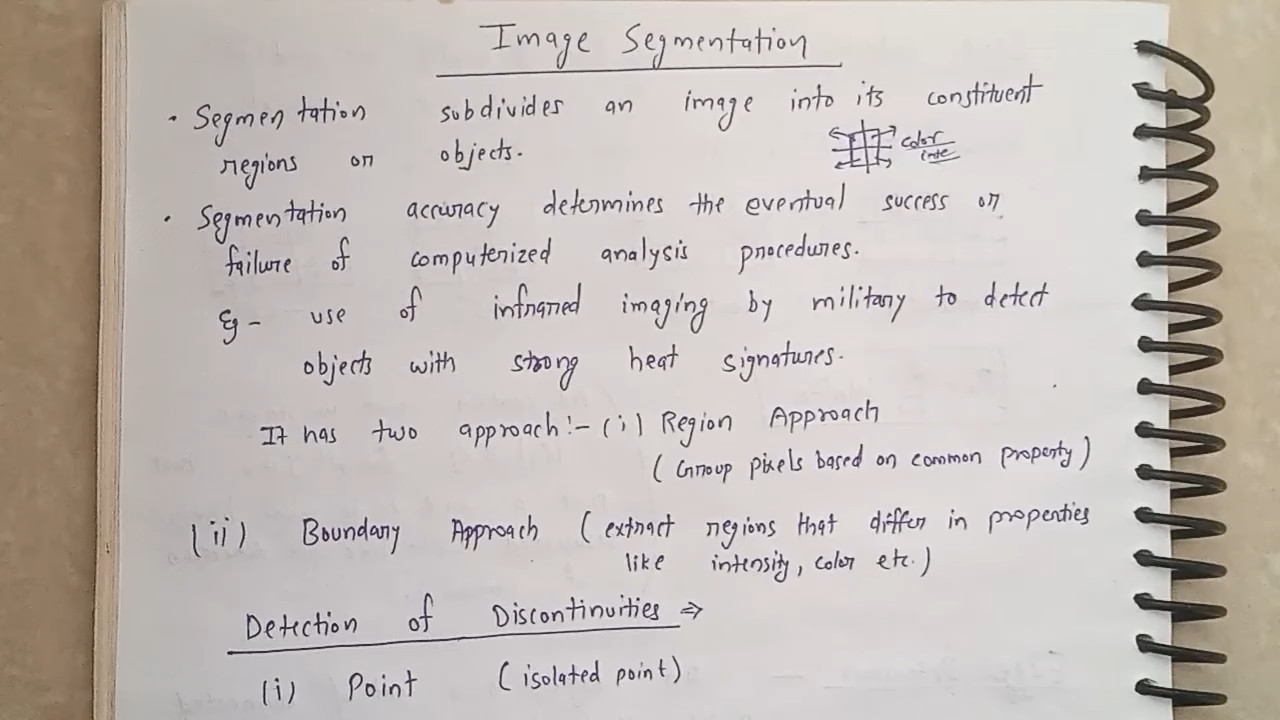 Image Segmentation
• Segmentation subdivides an image into its constituent
regions or objects.
color
inte
• Segmentation accuracy determines the eventual success or
failure of computerized analysis procedures.
Eg - use of infrared imaging by military to detect
objects with strong heat signatures.
It has two approach:- (i) Region Approach
(Group pixels based on common property)
(ii) Boundary Approach (extract regions that differ in properties
like intensity, color etc.)
Detection of Discontinuities ⇒
(i) Point (isolated point)